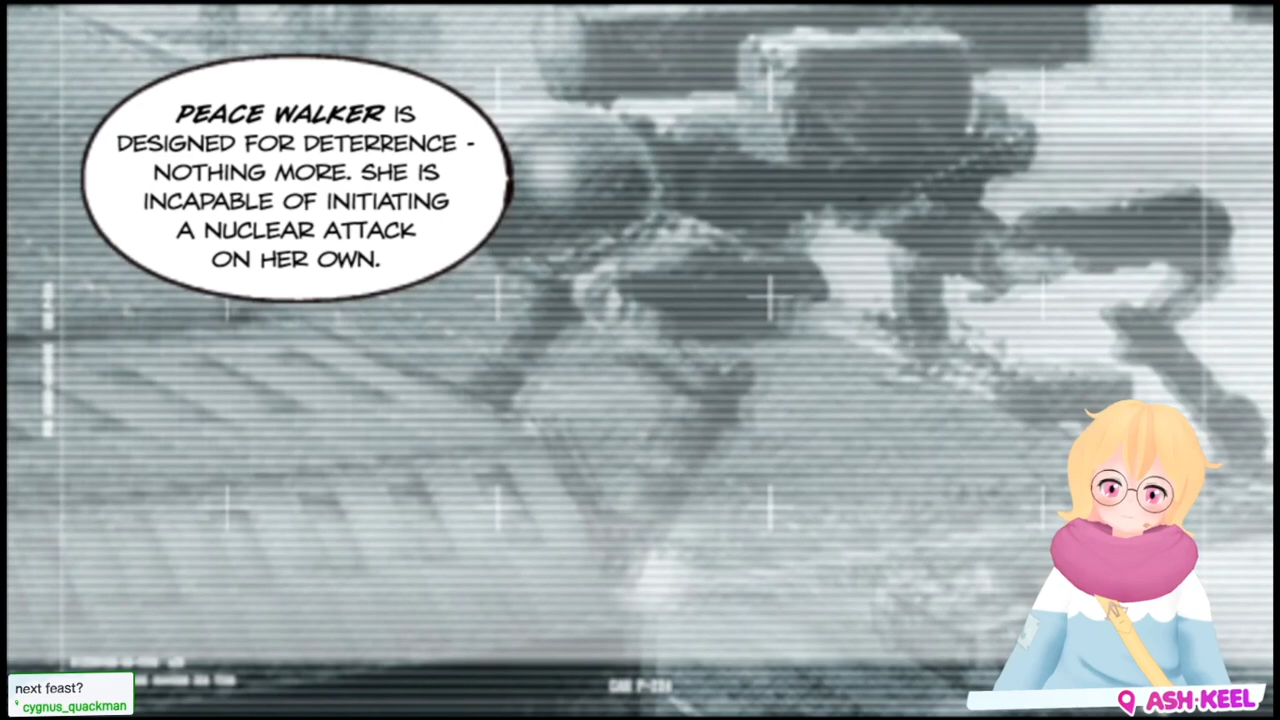 PEACE WALKER IS
DESIGNED FOR DETERRENCE -
NOTHING MORE. SHE IS
INCAPABLE OF INITIATING
A NUCLEAR ATTACK
ON HER OWN.
next feast?
cygnus_quackman
ASH·KEEL